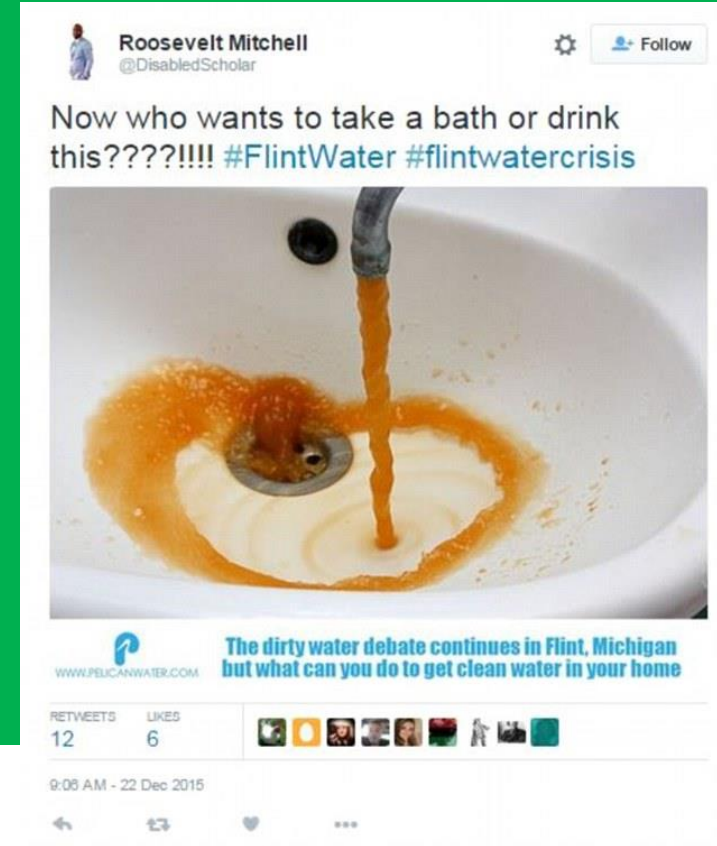 Roosevelt Mitchell
@DisabledScholar
Follow
Now who wants to take a bath or drink
this????!!!! #FlintWater #flintwatercrisis
WWW.PELICANWATER.COM
The dirty water debate continues in Flint, Michigan
but what can you do to get clean water in your home
RETWEETS LIKES
12 6
9:06 AM - 22 Dec 2015